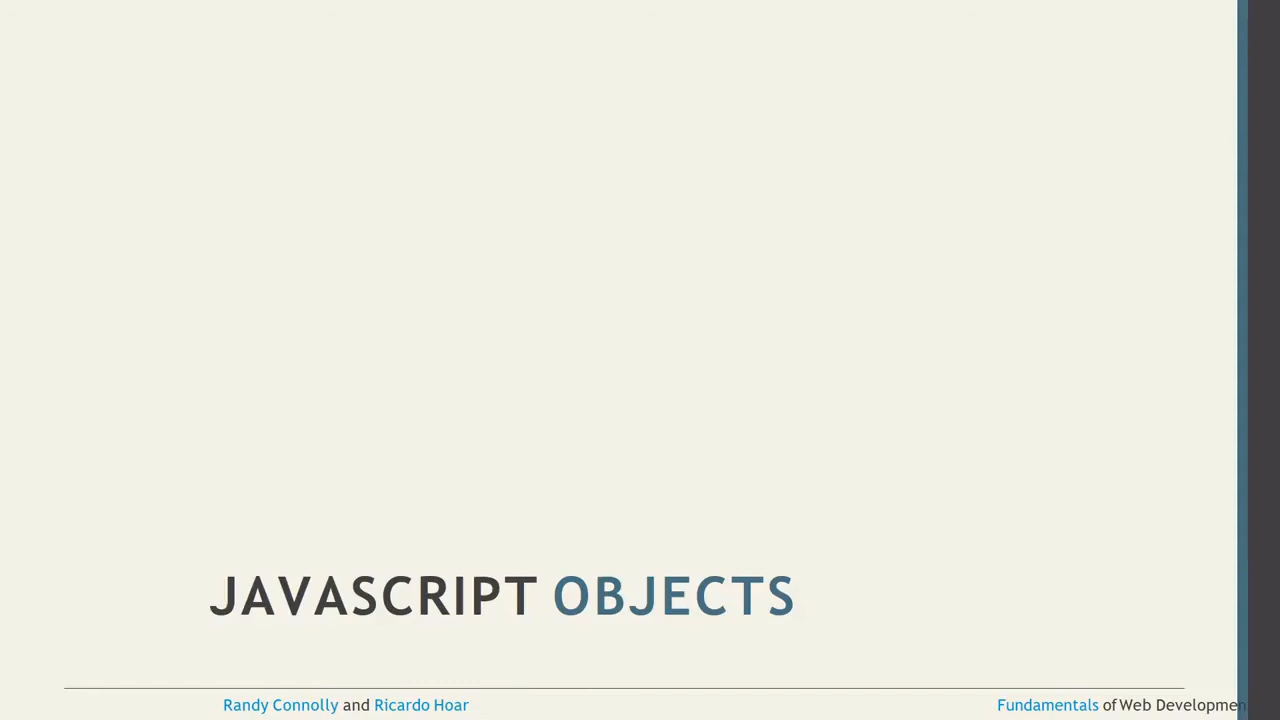 JAVASCRIPT OBJECTS
Randy Connolly and Ricardo Hoar
Fundamentals of Web Developmen